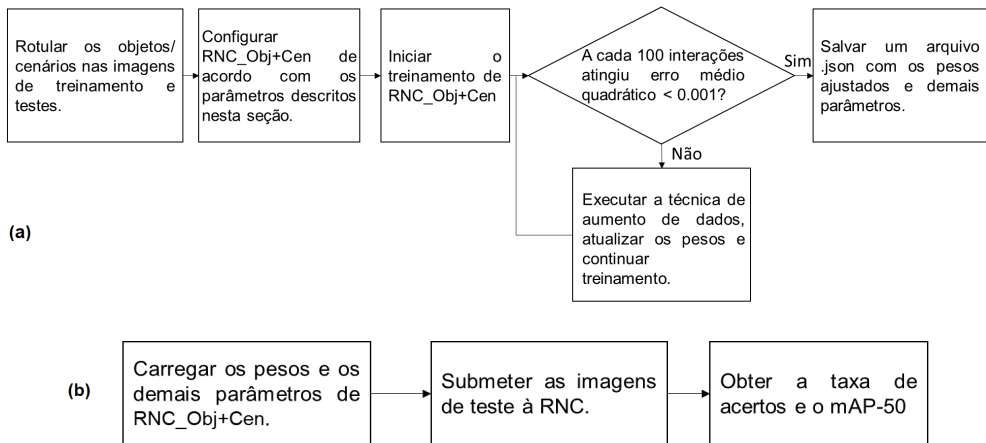 Rotular os objetos/
cenários nas imagens
de treinamento e
testes.
Configurar
RNC_Obj+Cen de
acordo com os
parâmetros descritos
nesta seção.
Iniciar o
treinamento de
RNC_Obj+Cen
A cada 100 interações
atingiu erro médio
quadrático < 0.001?
Sim
Salvar um arquivo
.json com os pesos
ajustados e demais
parâmetros.
Não
Executar a técnica de
aumento de dados,
atualizar os pesos e
continuar
treinamento.
(a)
(b)
Carregar os pesos e os
demais parâmetros de
RNC_Obj+Cen.
Submeter as imagens
de teste à RNC.
Obter a taxa de
acertos e o mAP-50